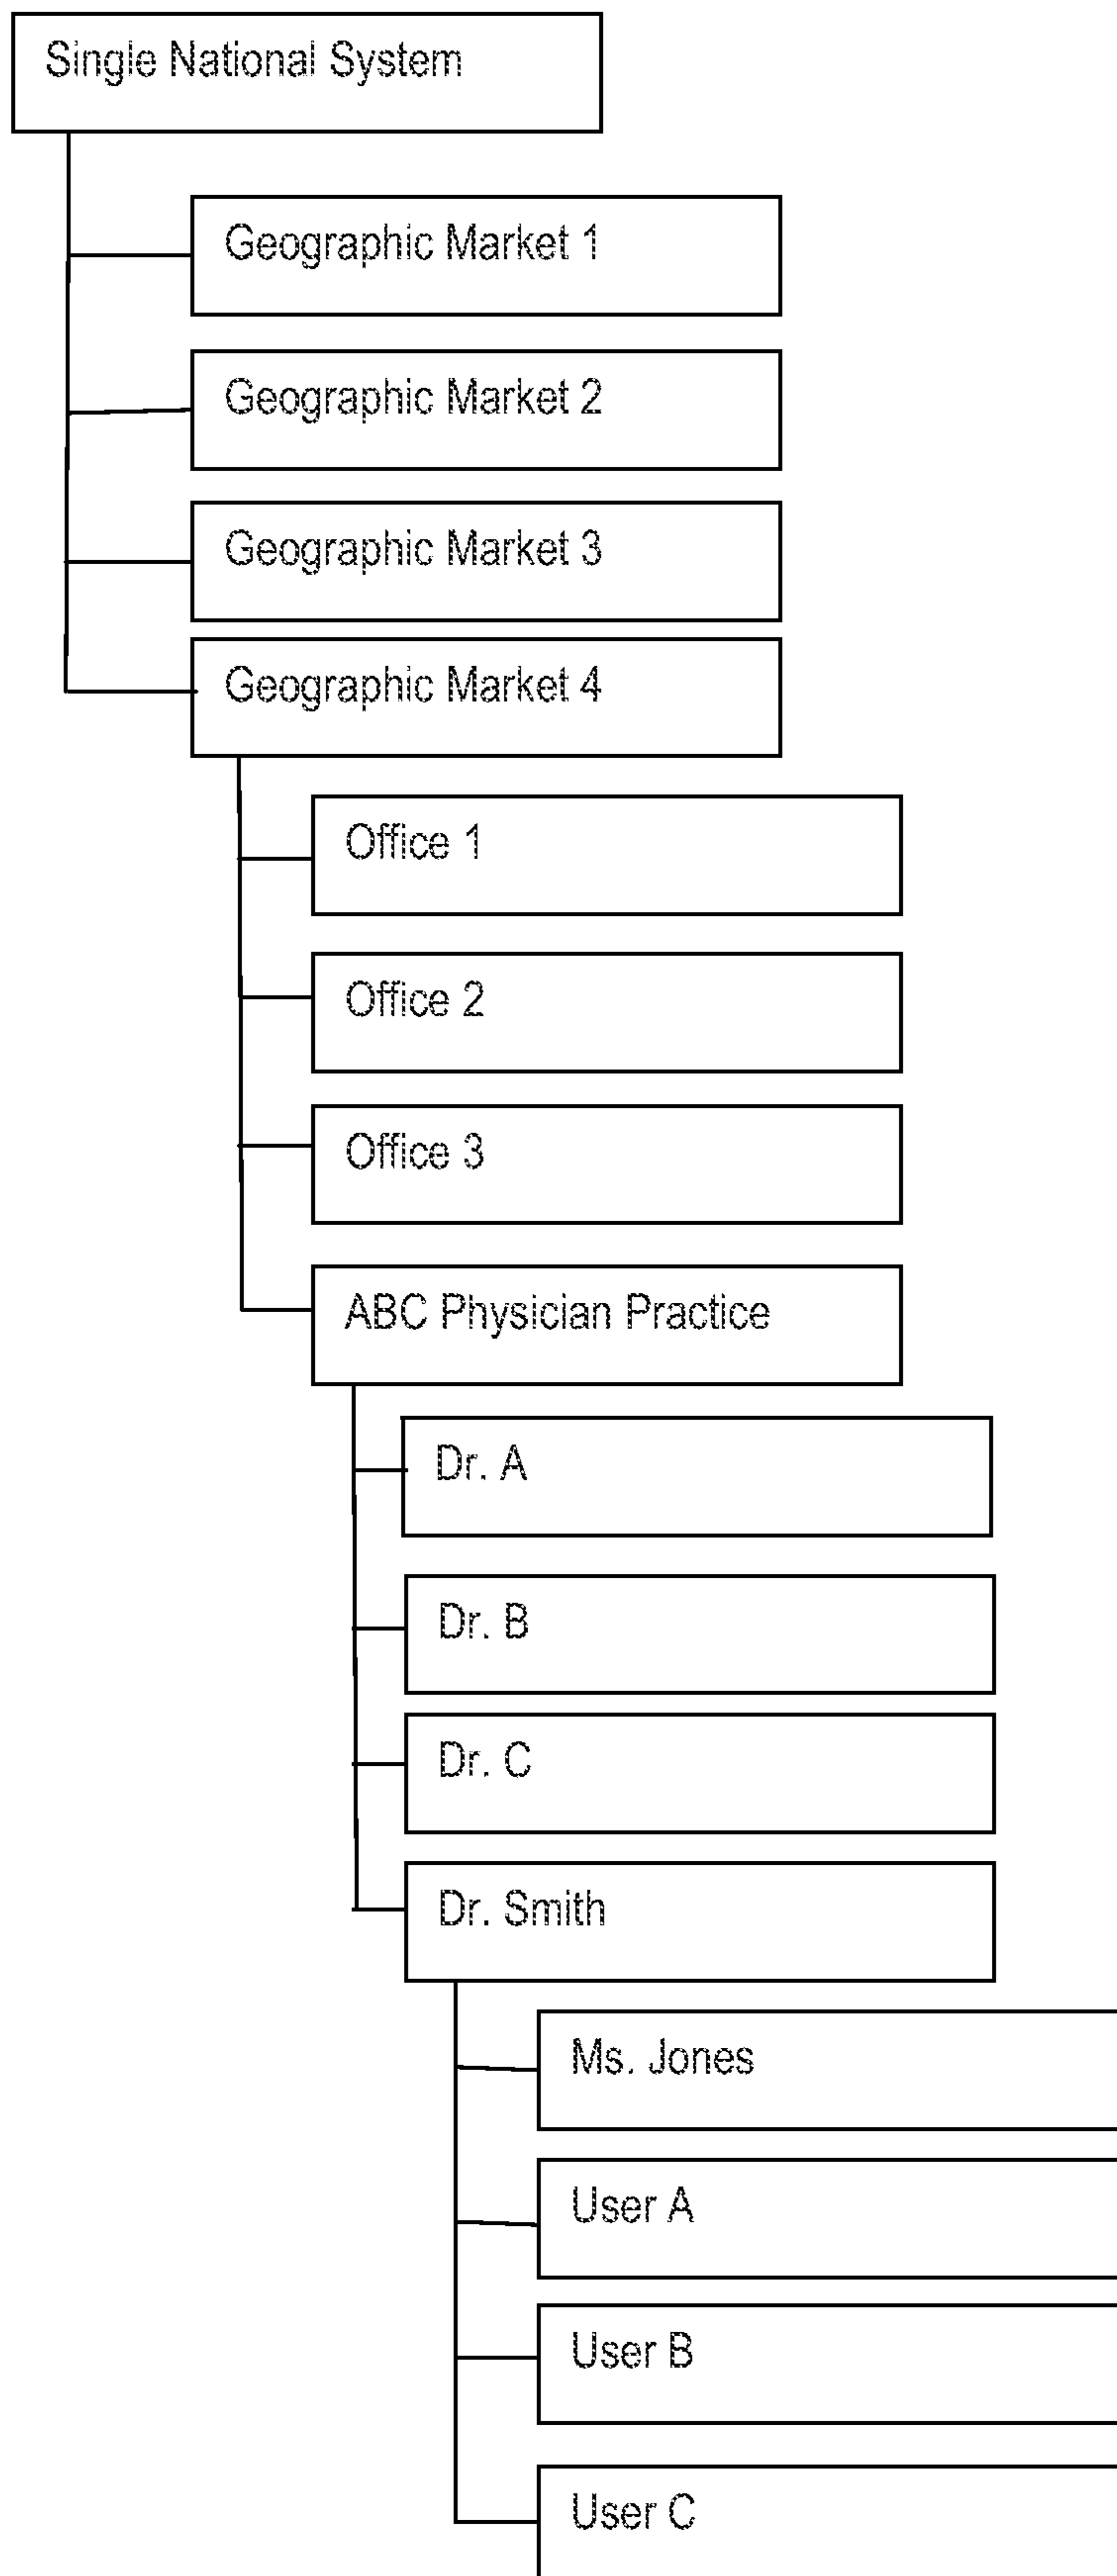 Single National System
Geographic Market 1
Geographic Market 2
Geographic Market 3
Geographic Market 4
Office 1
Office 2
Office 3
ABC Physician Practice
Dr. A
Dr. B
Dr. C
Dr. Smith
Ms. Jones
User A
User B
User C